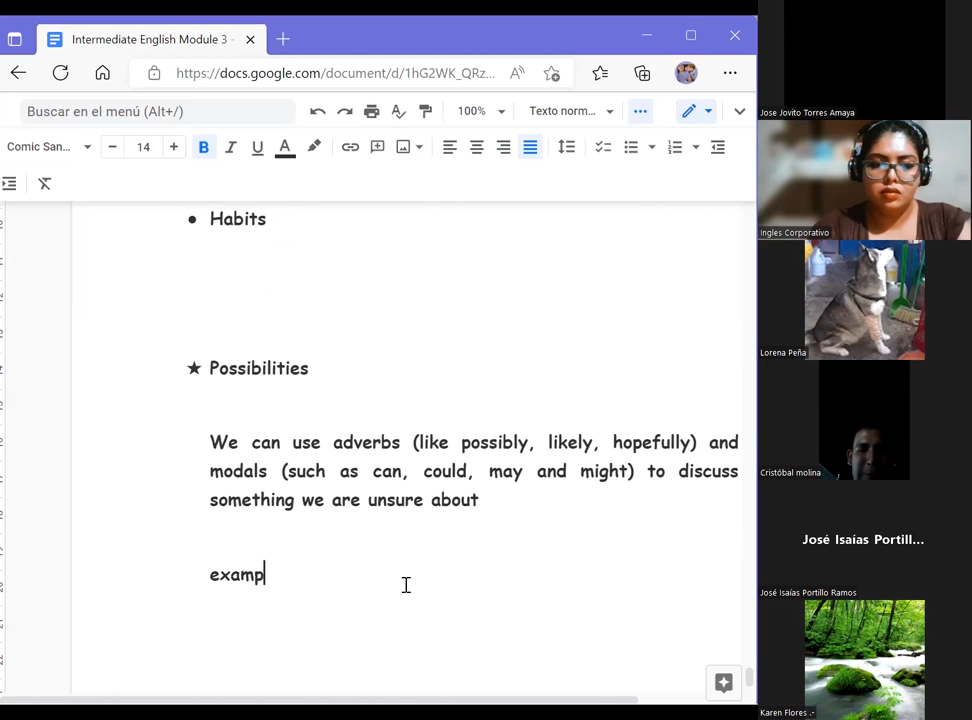 Intermediate English Module 3 -
https://docs.google.com/document/d/1hG2WK_QRz...
Buscar en el menú (Alt+/)
100%
Texto norm...
Comic San...
14
B
I
U
A
Habits
★ Possibilities
We can use adverbs (like possibly, likely, hopefully) and
modals (such as can, could, may and might) to discuss
something we are unsure about
examp
Jose Jovito Torres Amaya
Ingles Corporativo
Lorena Peña
Cristóbal molina
José Isaías Portill...
José Isaías Portillo Ramos
Karen Flores .-